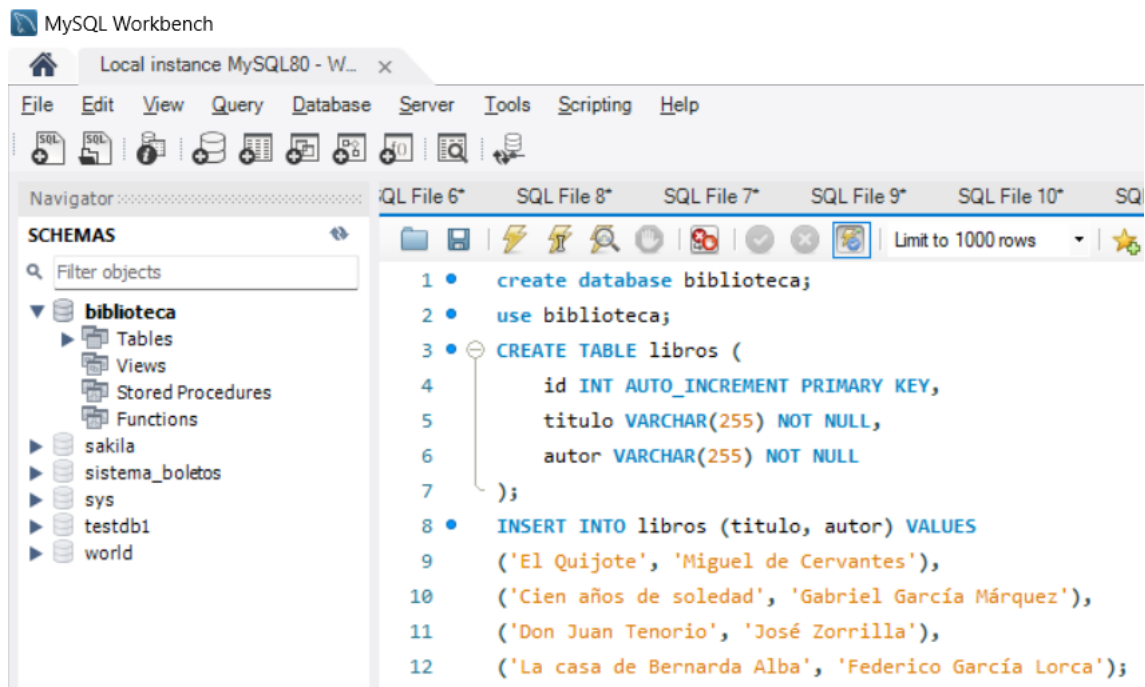 MySQL Workbench
Local instance MySQL80 - W... ×
File Edit View Query Database Server Tools Scripting Help
Navigator
SCHEMAS
Filter objects
biblioteca
Tables
Views
Stored Procedures
Functions
sakila
sistema_boletos
sys
testdb1
world
QL File 6* SQL File 8* SQL File 7* SQL File 9* SQL File 10* SQ
Limit to 1000 rows
1 create database biblioteca;
2 use biblioteca;
3 CREATE TABLE libros (
4 id INT AUTO_INCREMENT PRIMARY KEY,
5 titulo VARCHAR(255) NOT NULL,
6 autor VARCHAR(255) NOT NULL
7 );
8 INSERT INTO libros (titulo, autor) VALUES
9 ('El Quijote', 'Miguel de Cervantes'),
10 ('Cien años de soledad', 'Gabriel García Márquez'),
11 ('Don Juan Tenorio', 'José Zorrilla'),
12 ('La casa de Bernarda Alba', 'Federico García Lorca');